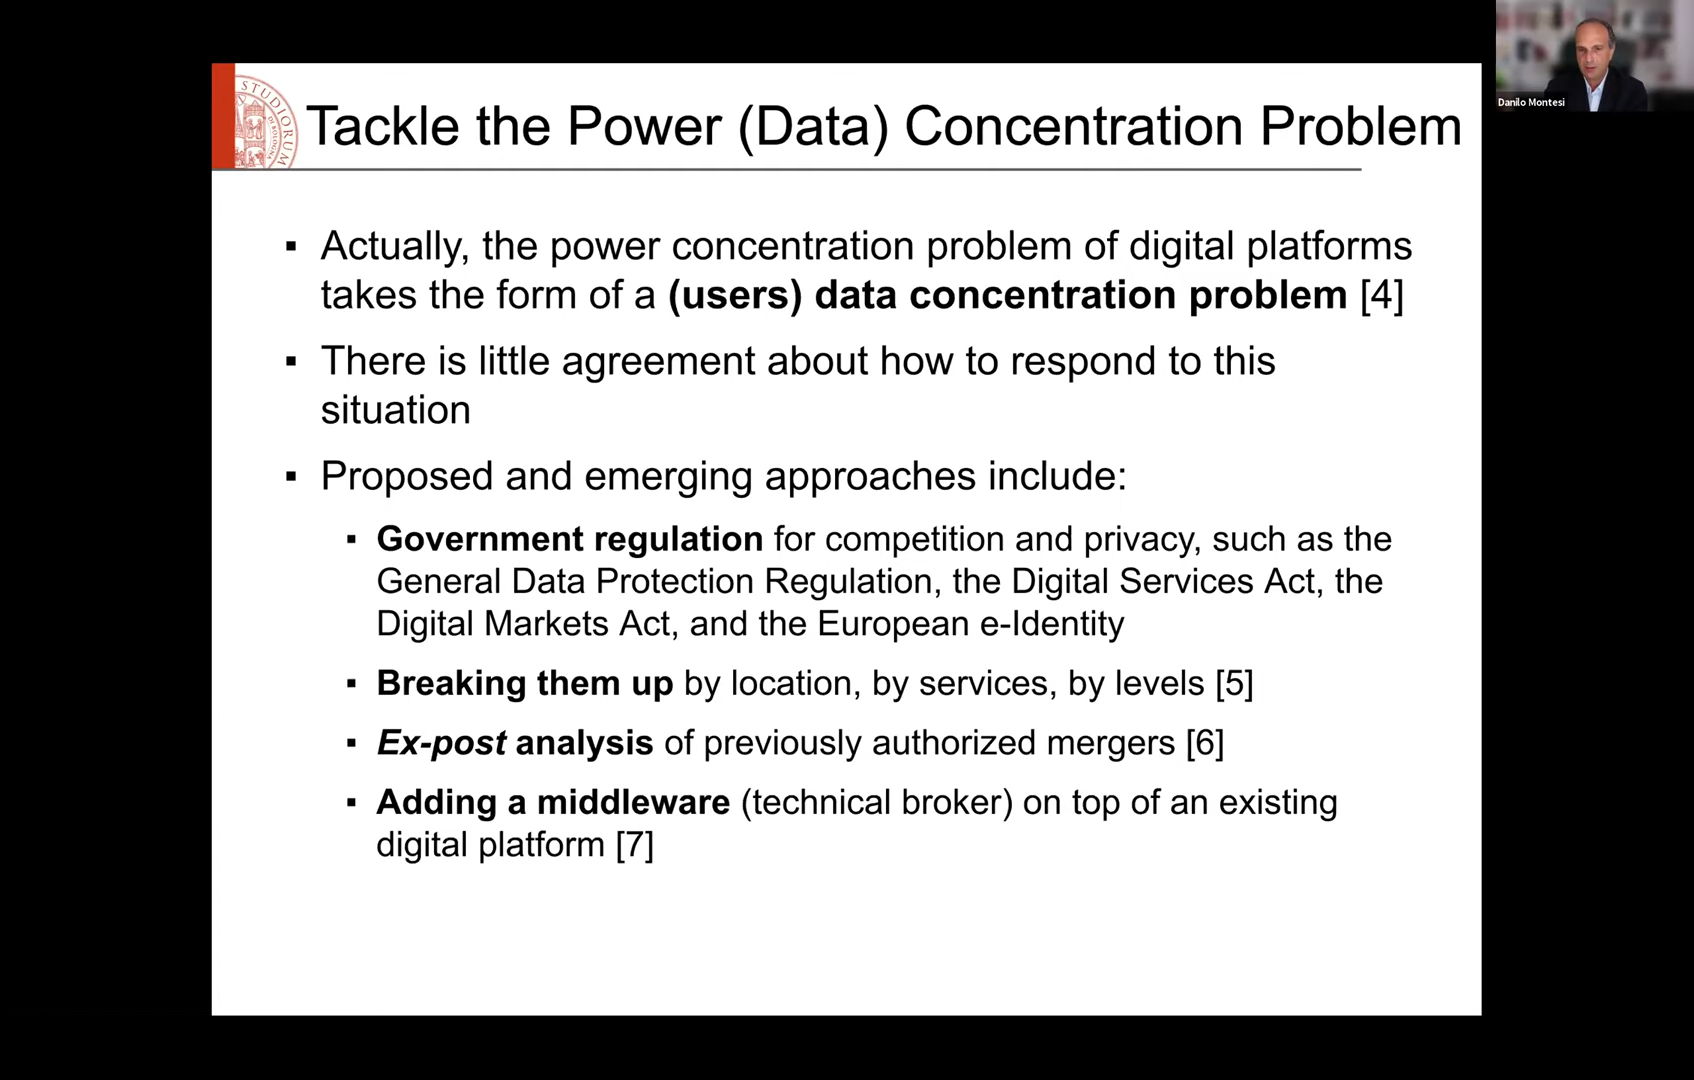 Danilo Montesi
STUDIORUM
Tackle the Power (Data) Concentration Problem
▪ Actually, the power concentration problem of digital platforms
takes the form of a (users) data concentration problem [4]
▪ There is little agreement about how to respond to this
situation
▪ Proposed and emerging approaches include:
▪ Government regulation for competition and privacy, such as the
General Data Protection Regulation, the Digital Services Act, the
Digital Markets Act, and the European e-Identity
▪ Breaking them up by location, by services, by levels [5]
▪ Ex-post analysis of previously authorized mergers [6]
▪ Adding a middleware (technical broker) on top of an existing
digital platform [7]